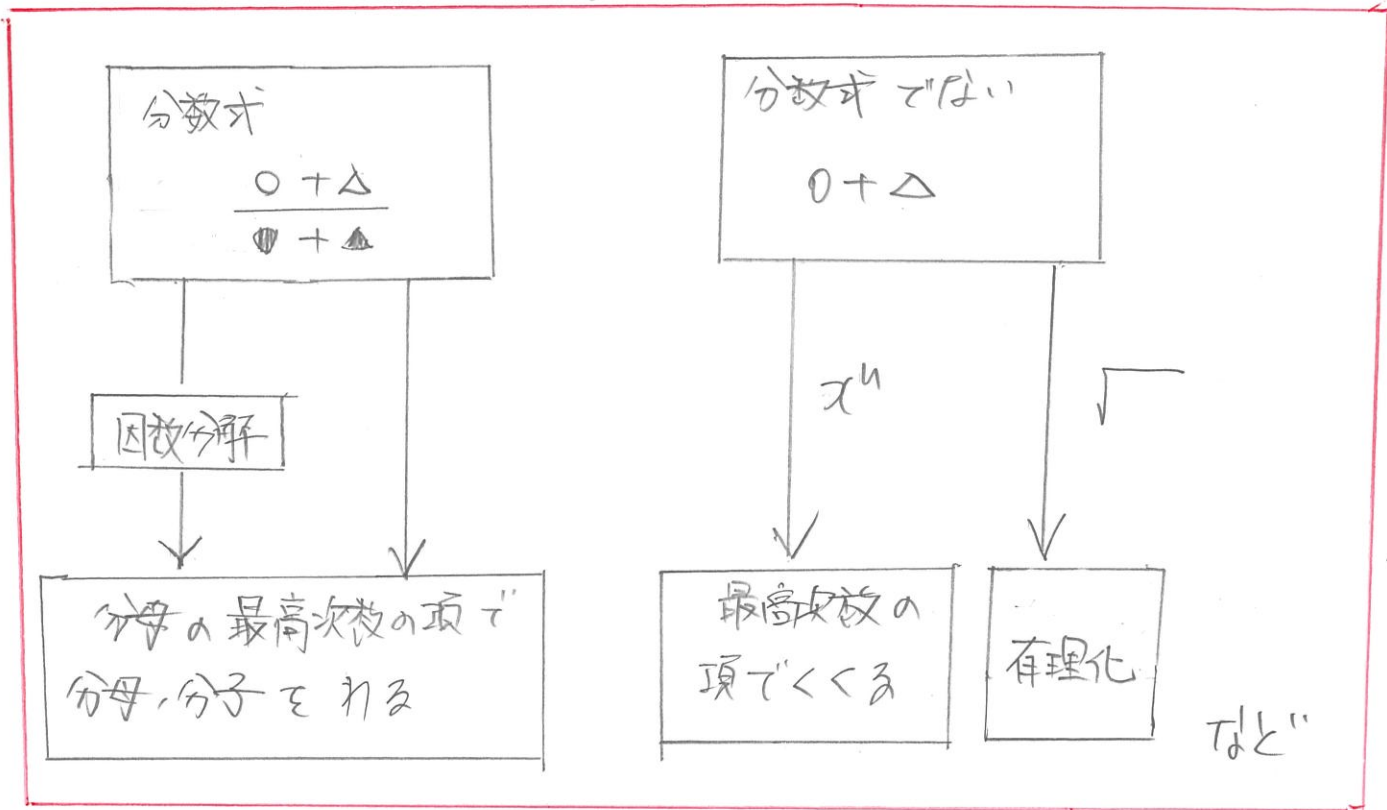 分数式
○ + △
● + ▲
分数式でない
○ + △
因数分解
xⁿ
√
分母の最高次数の項で
分母,分子をわる
最高次数の
項でくくる
有理化
など